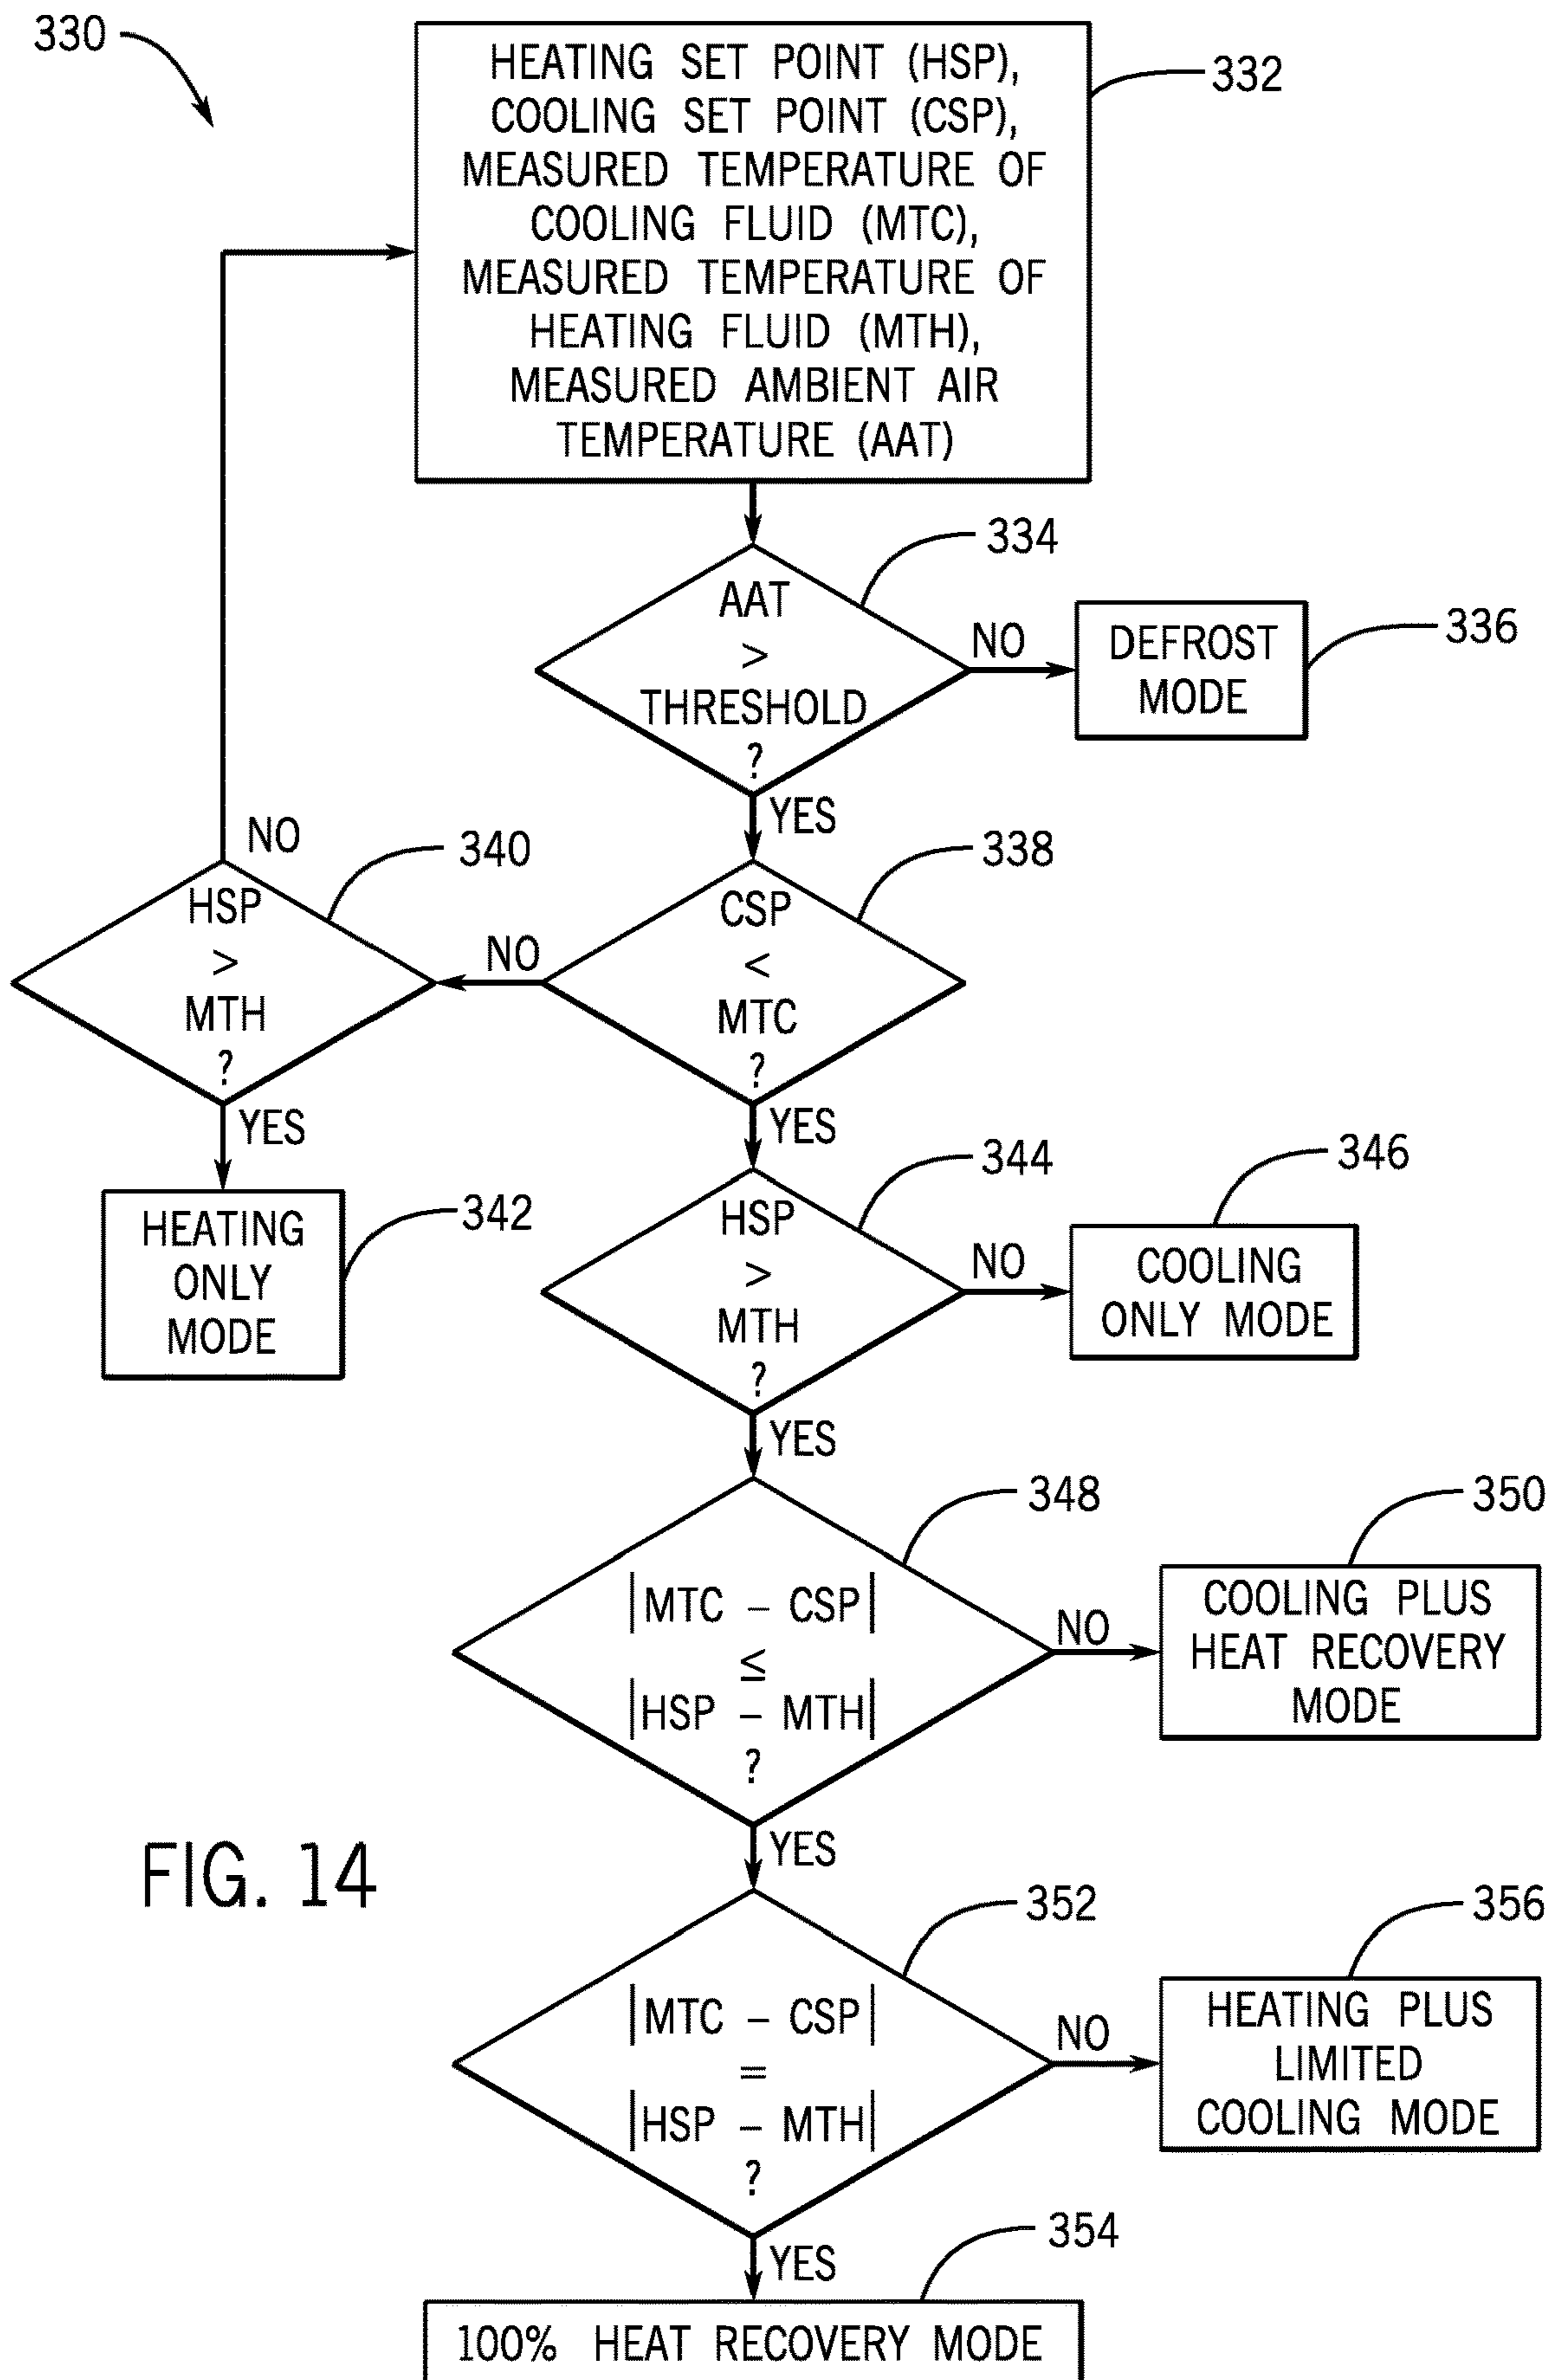 330
HEATING SET POINT (HSP),
COOLING SET POINT (CSP),
MEASURED TEMPERATURE OF
COOLING FLUID (MTC),
MEASURED TEMPERATURE OF
HEATING FLUID (MTH),
MEASURED AMBIENT AIR
TEMPERATURE (AAT)
332
AAT
>
THRESHOLD
?
334
NO
DEFROST
MODE
336
YES
CSP
<
MTC
?
338
NO
HSP
>
MTH
?
340
NO
YES
HEATING
ONLY
MODE
342
YES
HSP
>
MTH
?
344
NO
COOLING
ONLY MODE
346
YES
|MTC – CSP|
≤
|HSP – MTH|
?
348
NO
COOLING PLUS
HEAT RECOVERY
MODE
350
YES
|MTC – CSP|
=
|HSP – MTH|
?
352
NO
HEATING PLUS
LIMITED
COOLING MODE
356
YES
100% HEAT RECOVERY MODE
354
FIG. 14